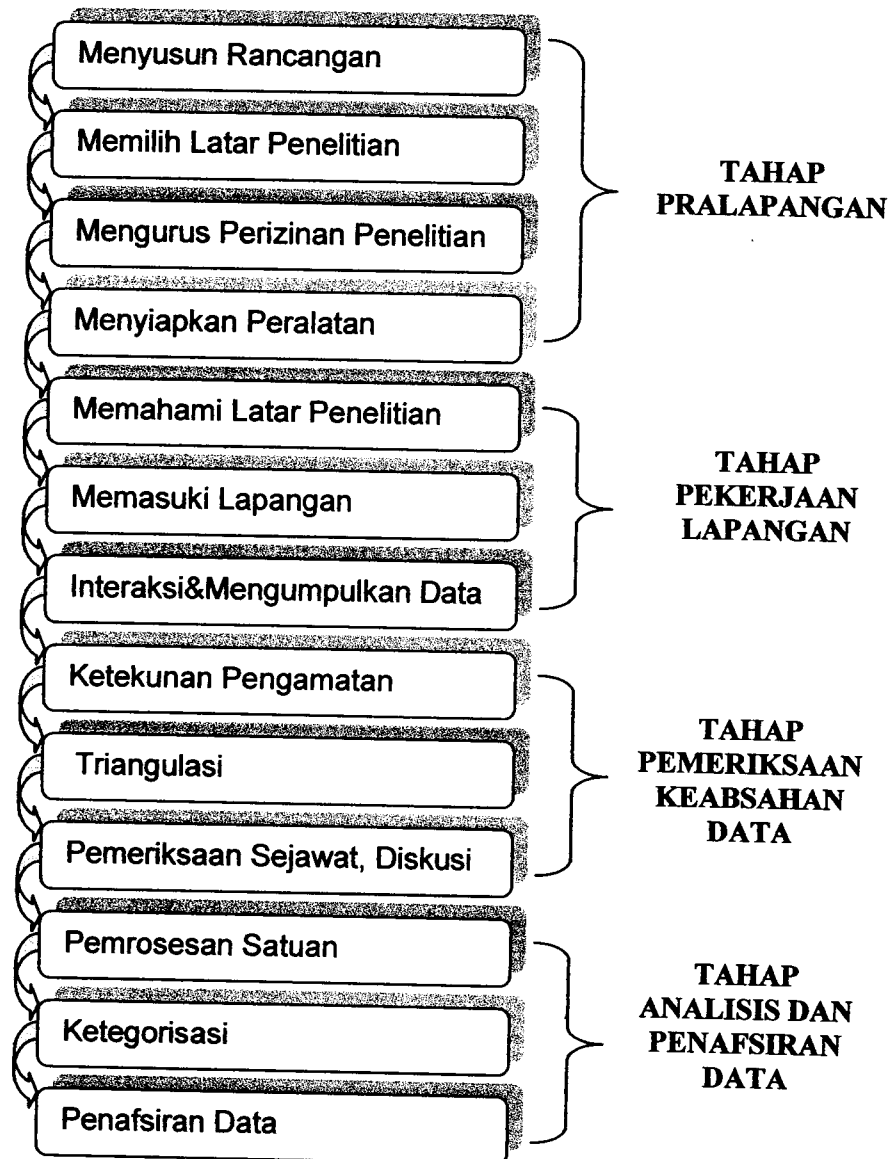 Menyusun Rancangan
Memilih Latar Penelitian
Mengurus Perizinan Penelitian
Menyiapkan Peralatan
TAHAP
PRALAPANGAN
Memahami Latar Penelitian
Memasuki Lapangan
Interaksi&Mengumpulkan Data
TAHAP
PEKERJAAN
LAPANGAN
Ketekunan Pengamatan
Triangulasi
Pemeriksaan Sejawat, Diskusi
TAHAP
PEMERIKSAAN
KEABSAHAN
DATA
Pemrosesan Satuan
Ketegorisasi
Penafsiran Data
TAHAP
ANALISIS DAN
PENAFSIRAN
DATA